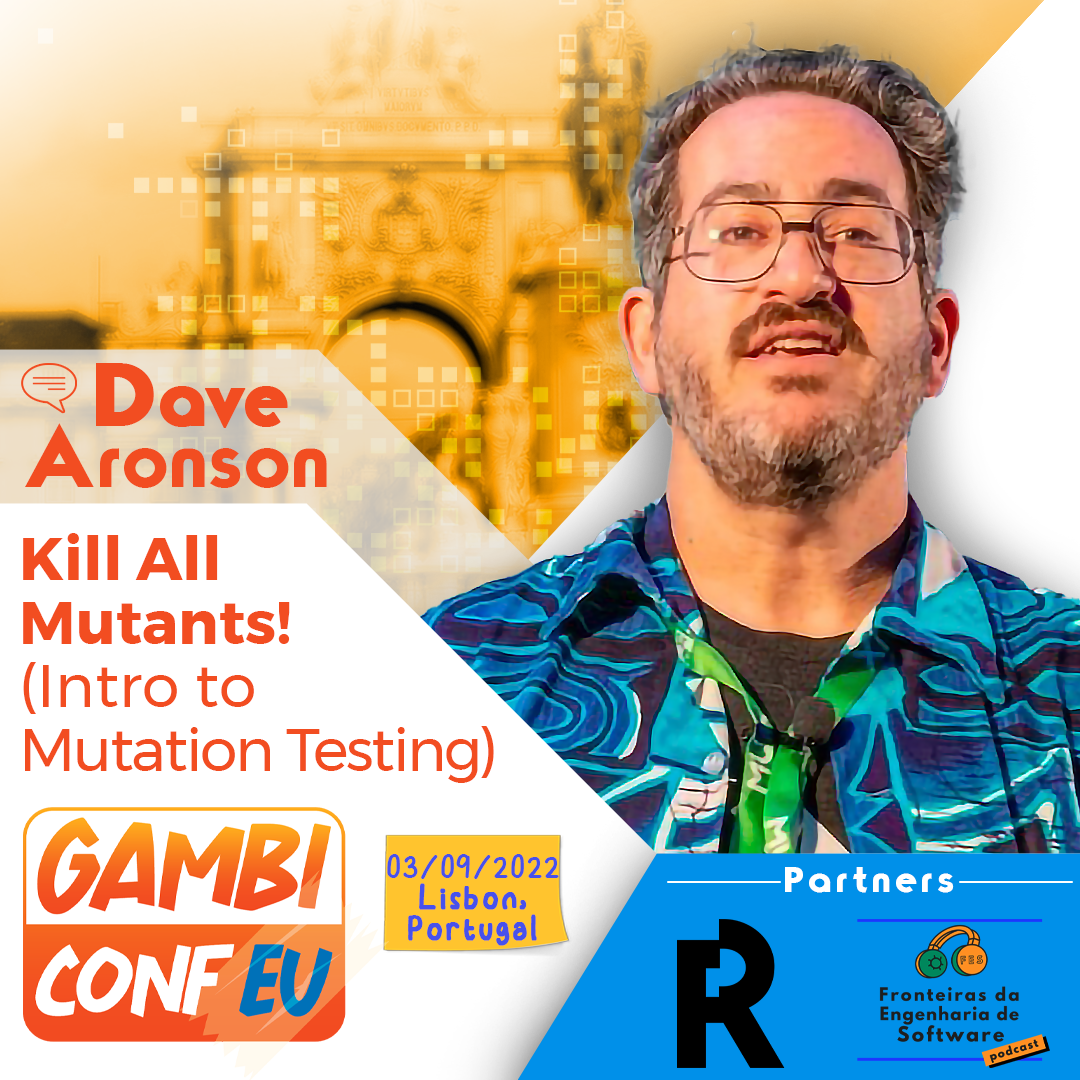 Dave
Aronson
Kill All
Mutants!
(Intro to
Mutation Testing)
GAMBI
CONF EU
03/09/2022
Lisbon,
Portugal
Partners
R
FES
Fronteiras da
Engenharia de
Software
podcast